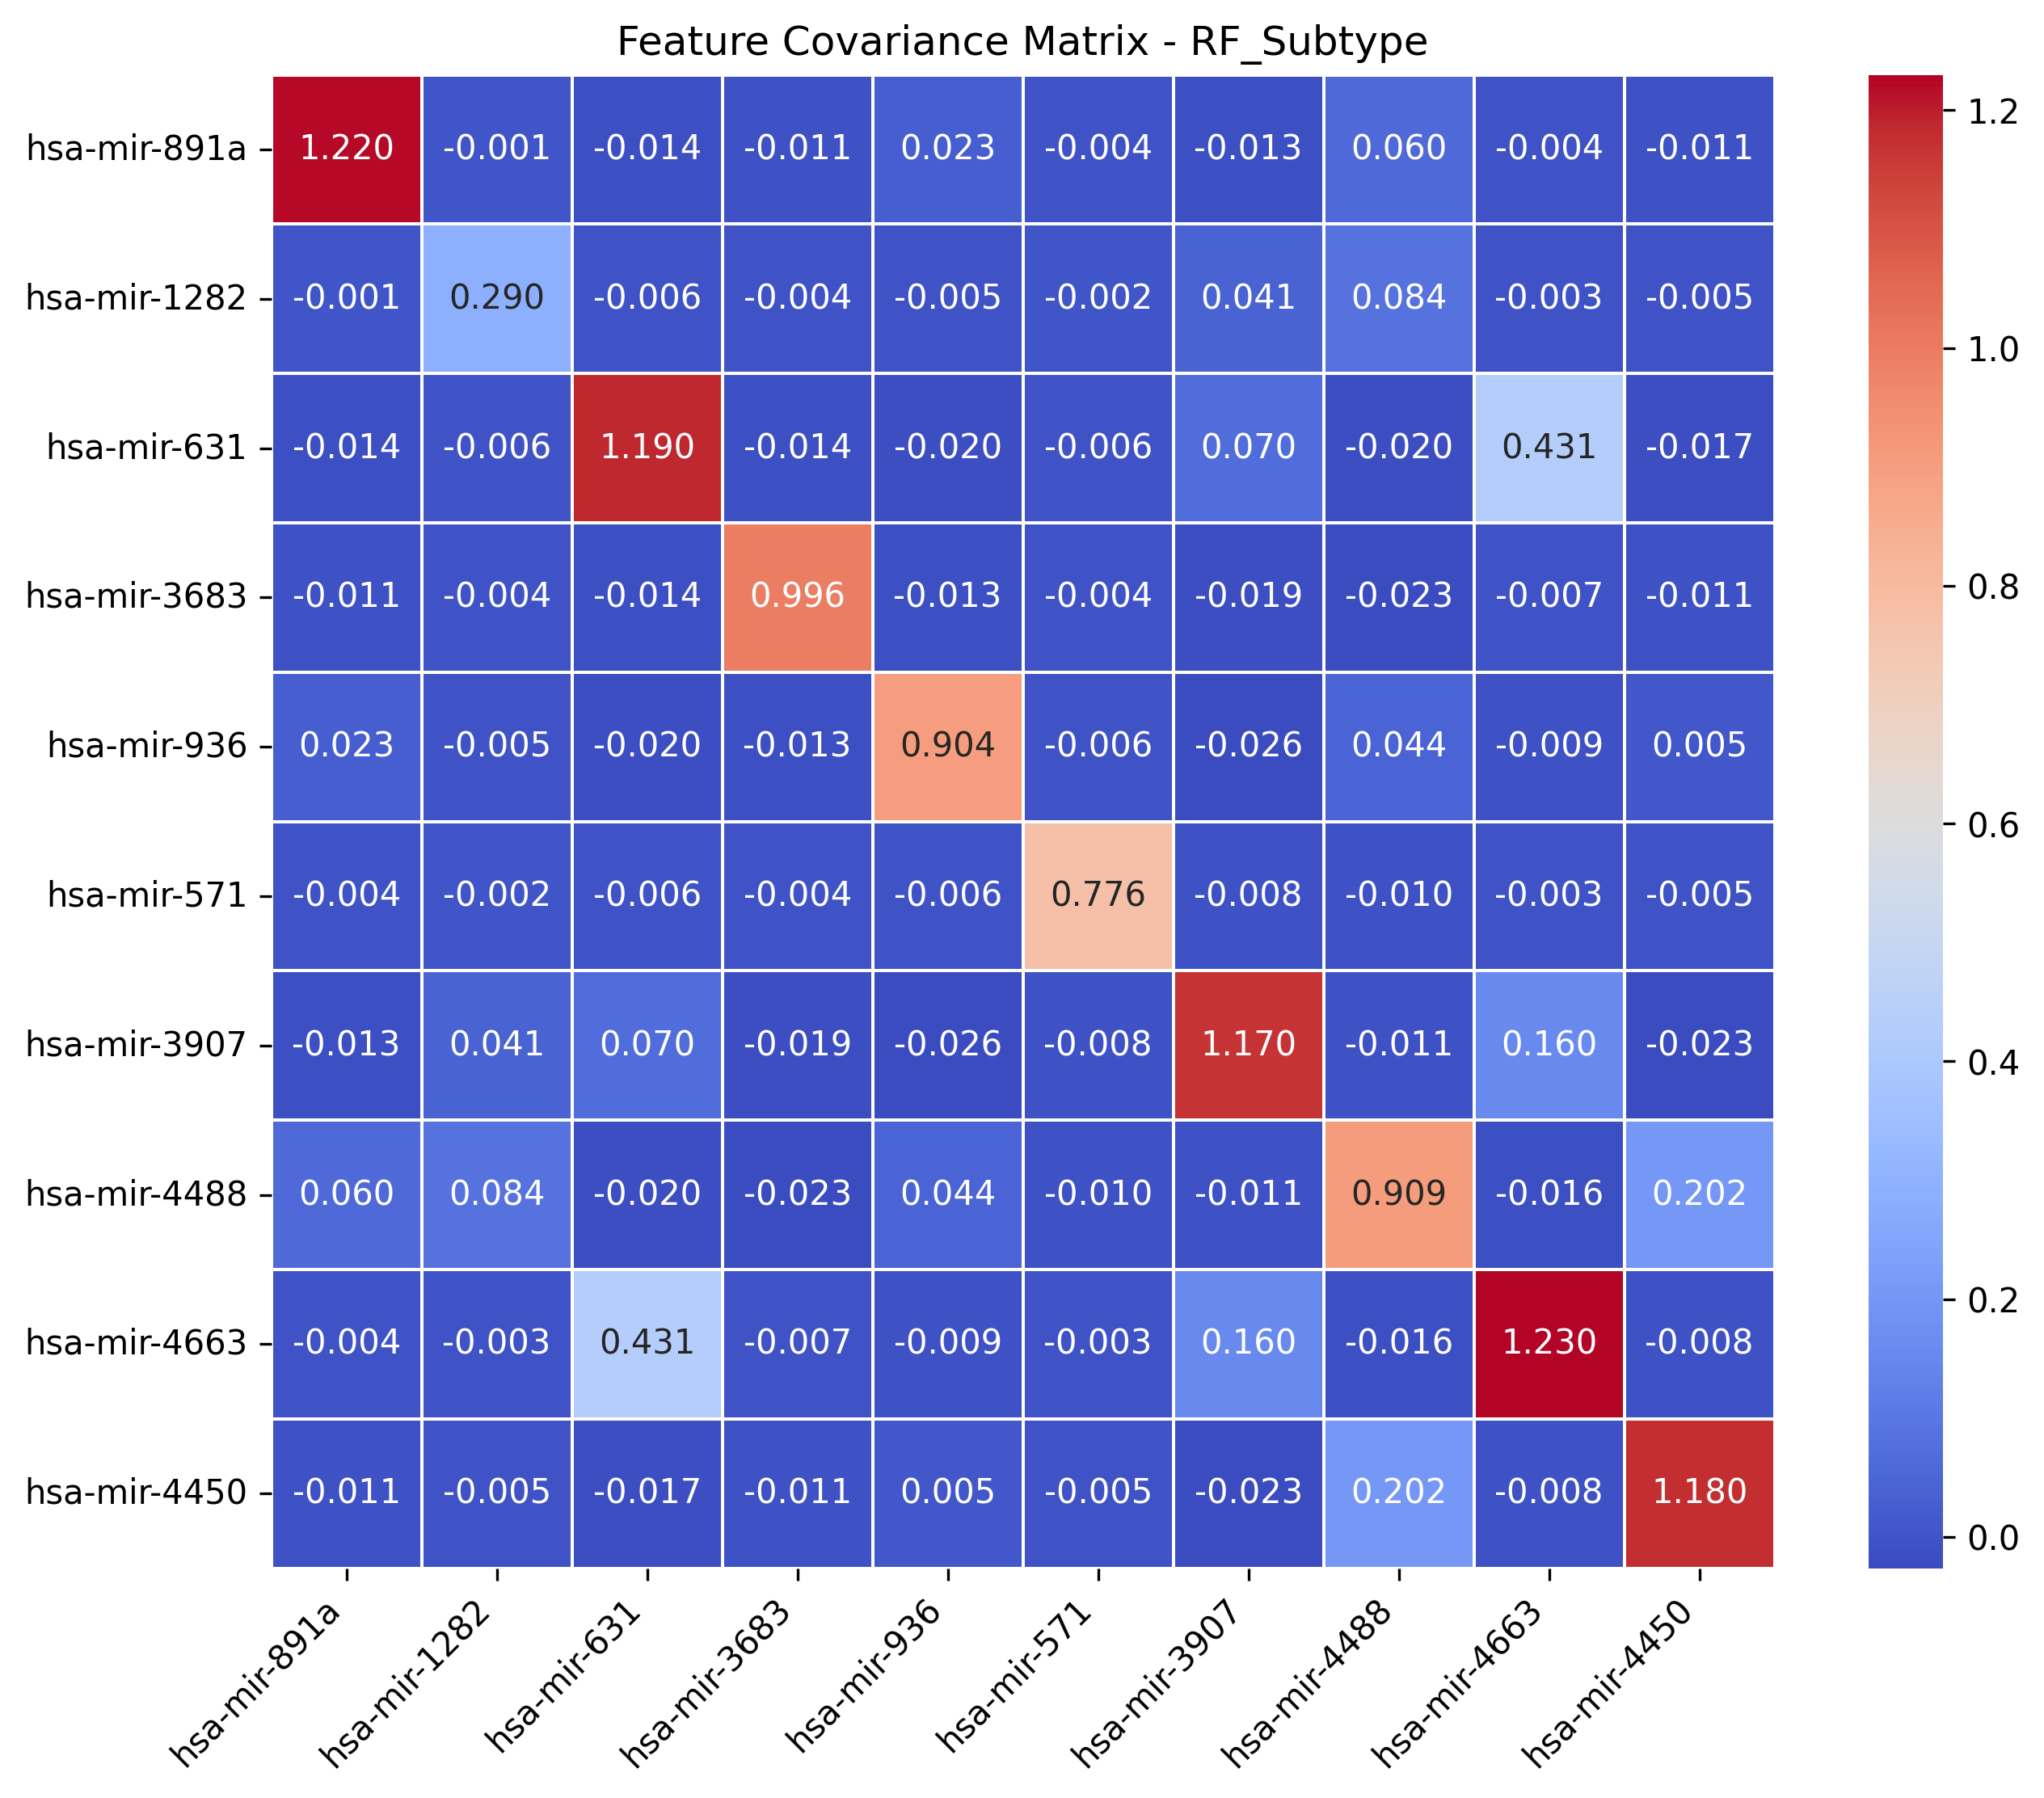 Feature Covariance Matrix - RF_Subtype
hsa-mir-891a 1.220 -0.001 -0.014 -0.011 0.023 -0.004 -0.013 0.060 -0.004 -0.011
hsa-mir-1282 -0.001 0.290 -0.006 -0.004 -0.005 -0.002 0.041 0.084 -0.003 -0.005
hsa-mir-631 -0.014 -0.006 1.190 -0.014 -0.020 -0.006 0.070 -0.020 0.431 -0.017
hsa-mir-3683 -0.011 -0.004 -0.014 0.996 -0.013 -0.004 -0.019 -0.023 -0.007 -0.011
hsa-mir-936 0.023 -0.005 -0.020 -0.013 0.904 -0.006 -0.026 0.044 -0.009 0.005
hsa-mir-571 -0.004 -0.002 -0.006 -0.004 -0.006 0.776 -0.008 -0.010 -0.003 -0.005
hsa-mir-3907 -0.013 0.041 0.070 -0.019 -0.026 -0.008 1.170 -0.011 0.160 -0.023
hsa-mir-4488 0.060 0.084 -0.020 -0.023 0.044 -0.010 -0.011 0.909 -0.016 0.202
hsa-mir-4663 -0.004 -0.003 0.431 -0.007 -0.009 -0.003 0.160 -0.016 1.230 -0.008
hsa-mir-4450 -0.011 -0.005 -0.017 -0.011 0.005 -0.005 -0.023 0.202 -0.008 1.180
hsa-mir-891a hsa-mir-1282 hsa-mir-631 hsa-mir-3683 hsa-mir-936 hsa-mir-571 hsa-mir-3907 hsa-mir-4488 hsa-mir-4663 hsa-mir-4450
1.2
1.0
0.8
0.6
0.4
0.2
0.0